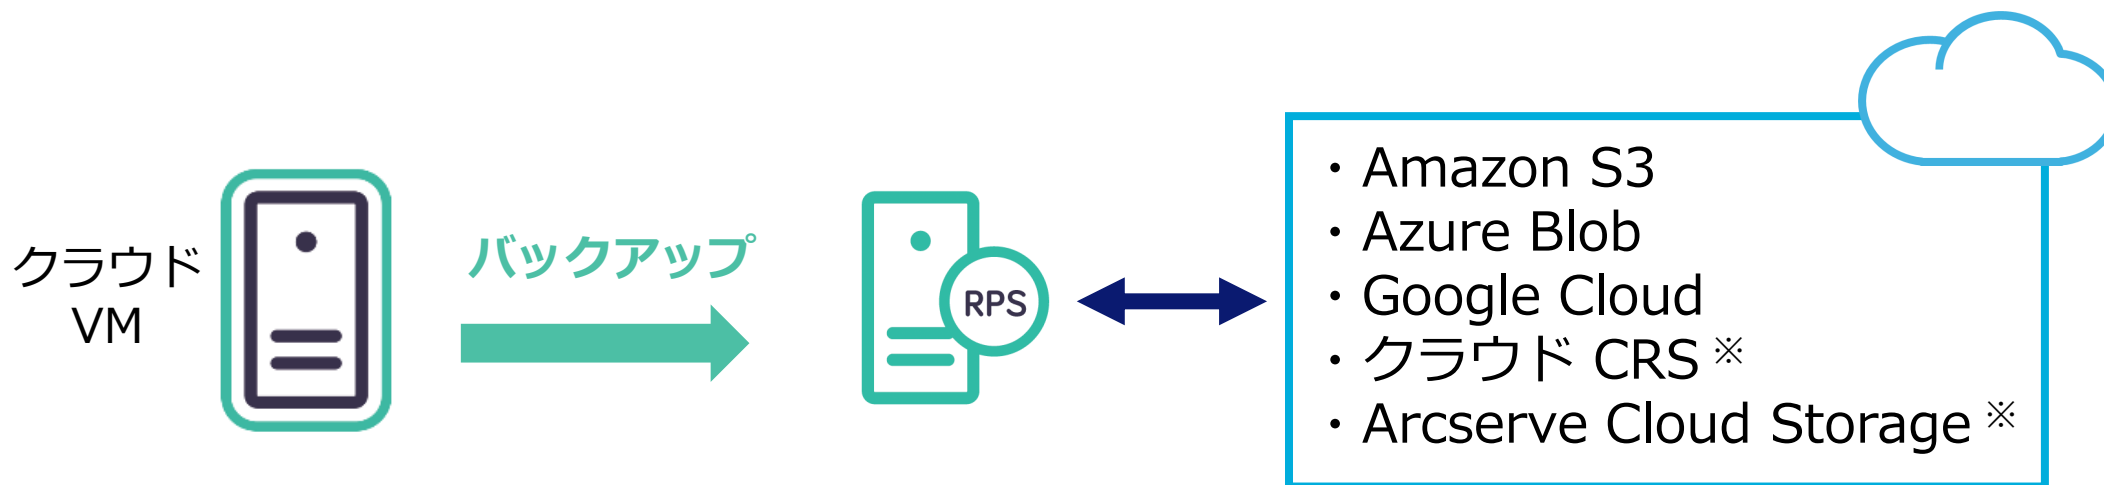 クラウド
VM
バックアップ
RPS
・Amazon S3
・Azure Blob
・Google Cloud
・クラウド CRS ※
・Arcserve Cloud Storage ※